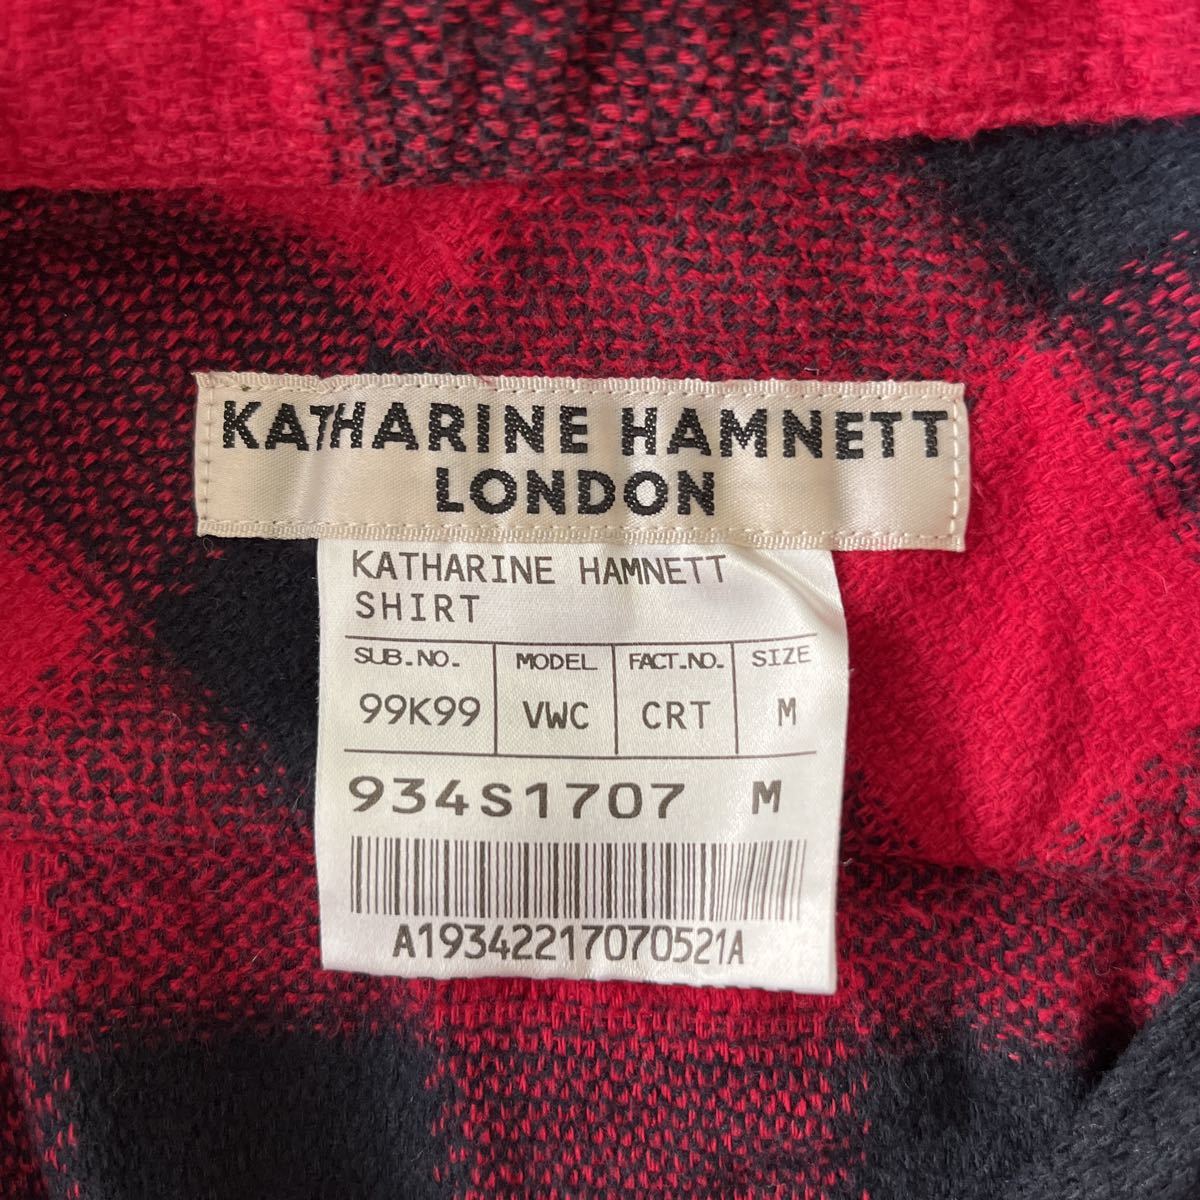 KATHARINE HAMNETT
LONDON
KATHARINE HAMNETT
SHIRT
SUB.NO. MODEL FACT.NO. SIZE
99K99 VWC CRT M
934S1707 M
A19342217070521A